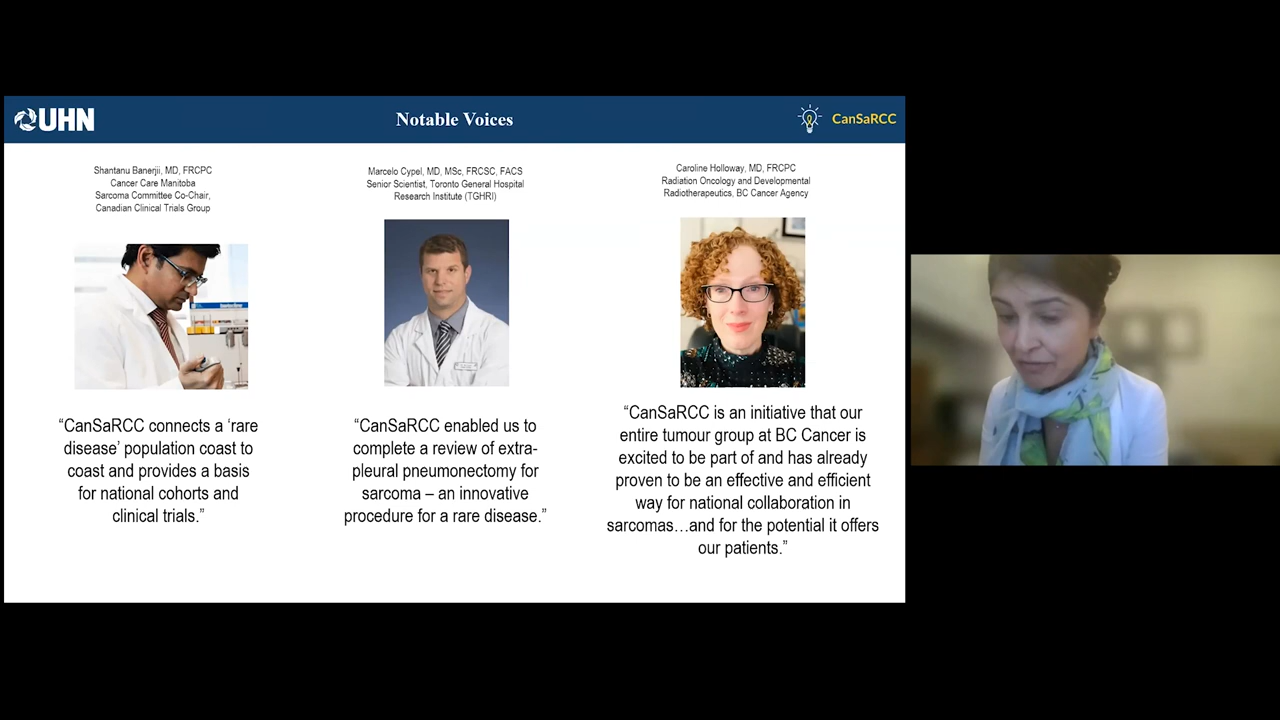 UHN
Notable Voices
CanSaRCC
Shantanu Banerjii, MD, FRCPC
Cancer Care Manitoba
Sarcoma Committee Co-Chair,
Canadian Clinical Trials Group
“CanSaRCC connects a ‘rare
disease’ population coast to
coast and provides a basis
for national cohorts and
clinical trials.”
Marcelo Cypel, MD, MSc, FRCSC, FACS
Senior Scientist, Toronto General Hospital
Research Institute (TGHRI)
“CanSaRCC enabled us to
complete a review of extra-
pleural pneumonectomy for
sarcoma – an innovative
procedure for a rare disease.”
Caroline Holloway, MD, FRCPC
Radiation Oncology and Developmental
Radiotherapeutics, BC Cancer Agency
“CanSaRCC is an initiative that our
entire tumour group at BC Cancer is
excited to be part of and has already
proven to be an effective and efficient
way for national collaboration in
sarcomas…and for the potential it offers
our patients.”